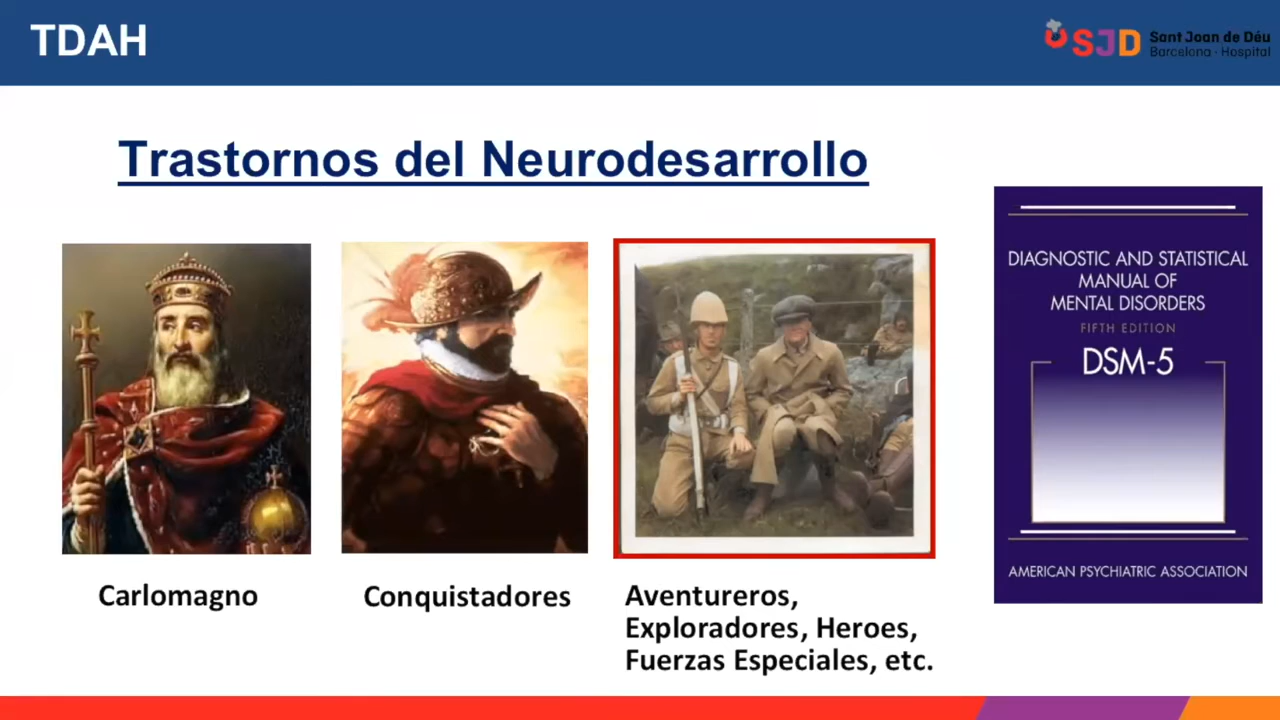 TDAH
SJD
Sant Joan de Déu
Barcelona · Hospital
Trastornos del Neurodesarrollo
DIAGNOSTIC AND STATISTICAL
MANUAL OF
MENTAL DISORDERS
FIFTH EDITION
DSM-5
AMERICAN PSYCHIATRIC ASSOCIATION
Carlomagno
Conquistadores
Aventureros,
Exploradores, Heroes,
Fuerzas Especiales, etc.